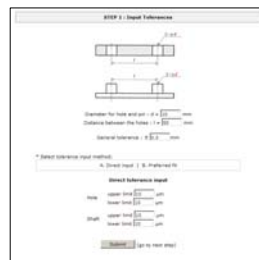 STEP 1 : Input Tolerances
Diameter for hole and pin : d = mm
Distance between the holes : l = mm
General tolerance : ± mm
* Select tolerance input method:
A. Direct input | B. Preferred fit
Direct tolerance input
Hole
upper limit μm
lower limit μm
Shaft
upper limit μm
lower limit μm
Submit (go to next step)